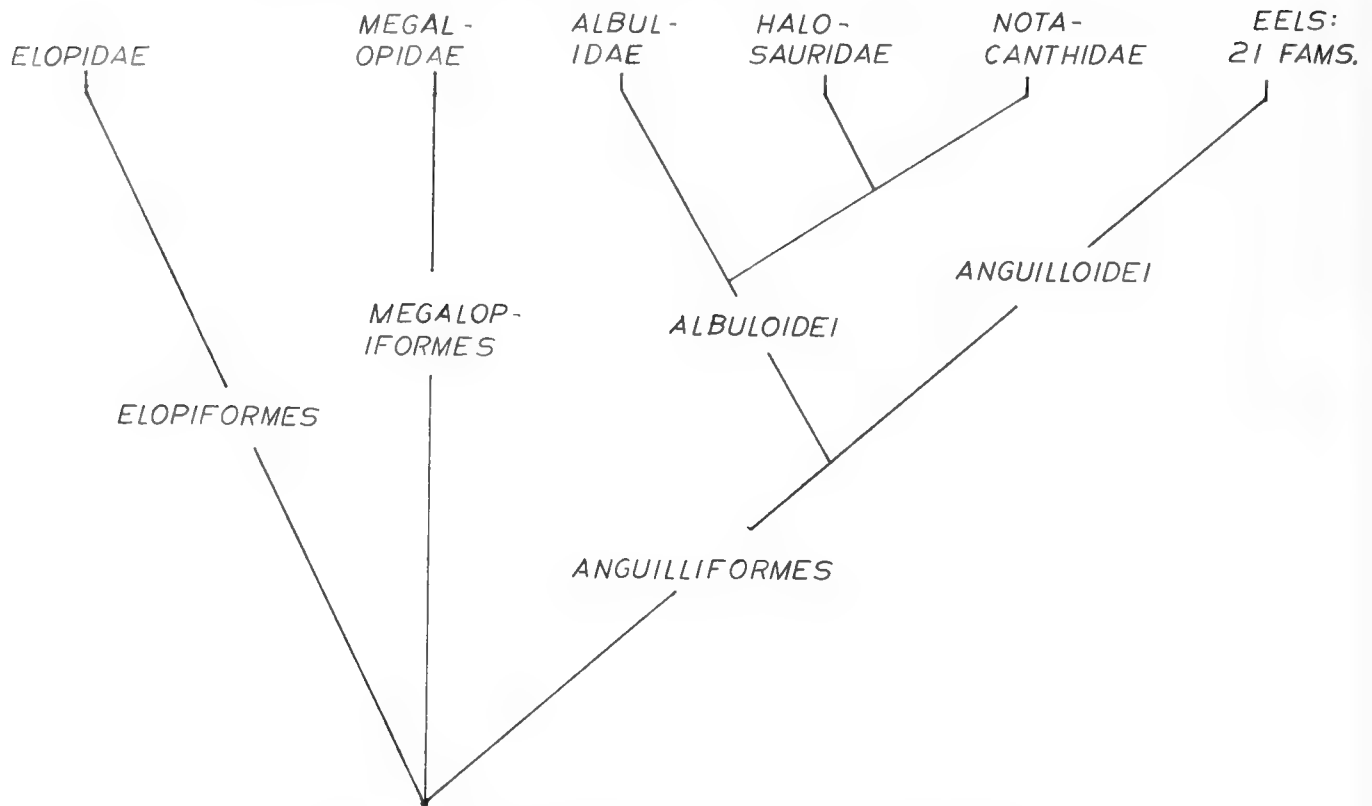 ELOPIDAE
MEGAL-
OPIDAE
ALBUL-
IDAE
HALO-
SAURIDAE
NOTA-
CANTHIDAE
EELS:
21 FAMS.
ANGUILLOIDEI
MEGALOP-
IFORMES
ALBULOIDEI
ELOPIFORMES
ANGUILLIFORMES